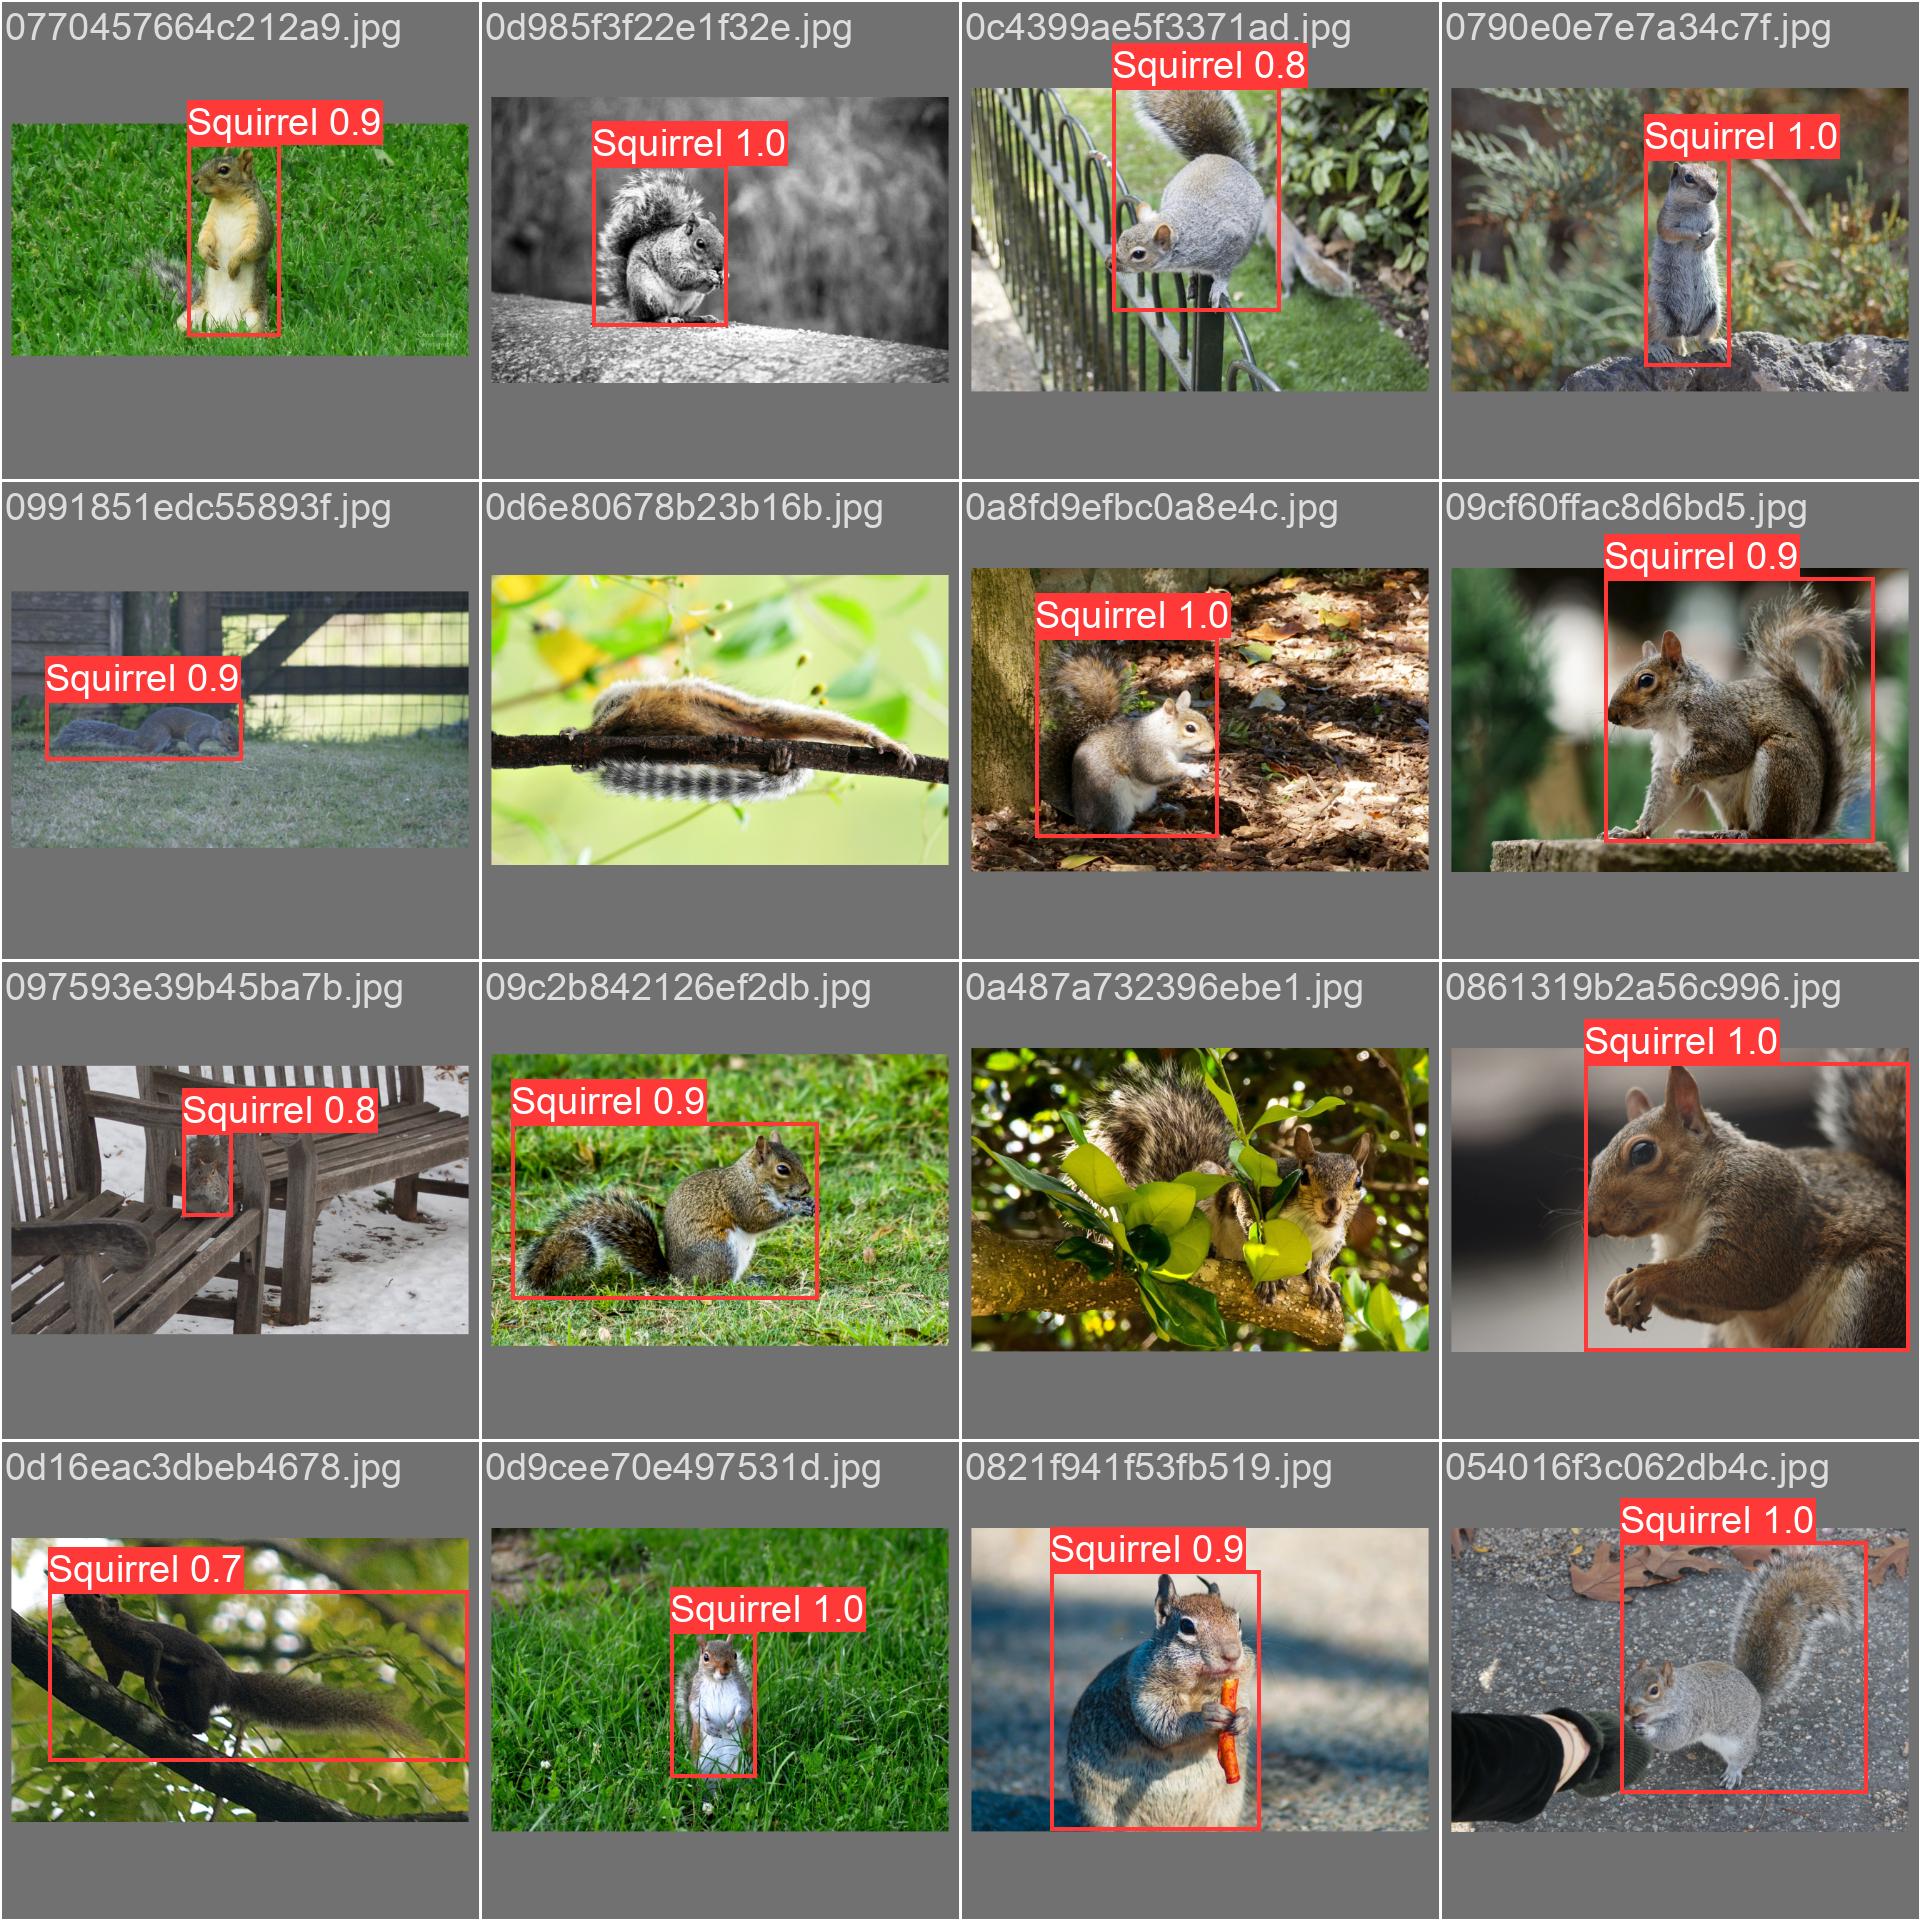 0770457664c212a9.jpg
Squirrel 0.9
0d985f3f22e1f32e.jpg
Squirrel 1.0
0c4399ae5f3371ad.jpg
Squirrel 0.8
0790e0e7e7a34c7f.jpg
Squirrel 1.0
0991851edc55893f.jpg
Squirrel 0.9
0d6e80678b23b16b.jpg
0a8fd9efbc0a8e4c.jpg
Squirrel 1.0
09cf60ffac8d6bd5.jpg
Squirrel 0.9
097593e39b45ba7b.jpg
Squirrel 0.8
09c2b842126ef2db.jpg
Squirrel 0.9
0a487a732396ebe1.jpg
0861319b2a56c996.jpg
Squirrel 1.0
0d16eac3dbeb4678.jpg
Squirrel 0.7
0d9cee70e497531d.jpg
Squirrel 1.0
0821f941f53fb519.jpg
Squirrel 0.9
054016f3c062db4c.jpg
Squirrel 1.0